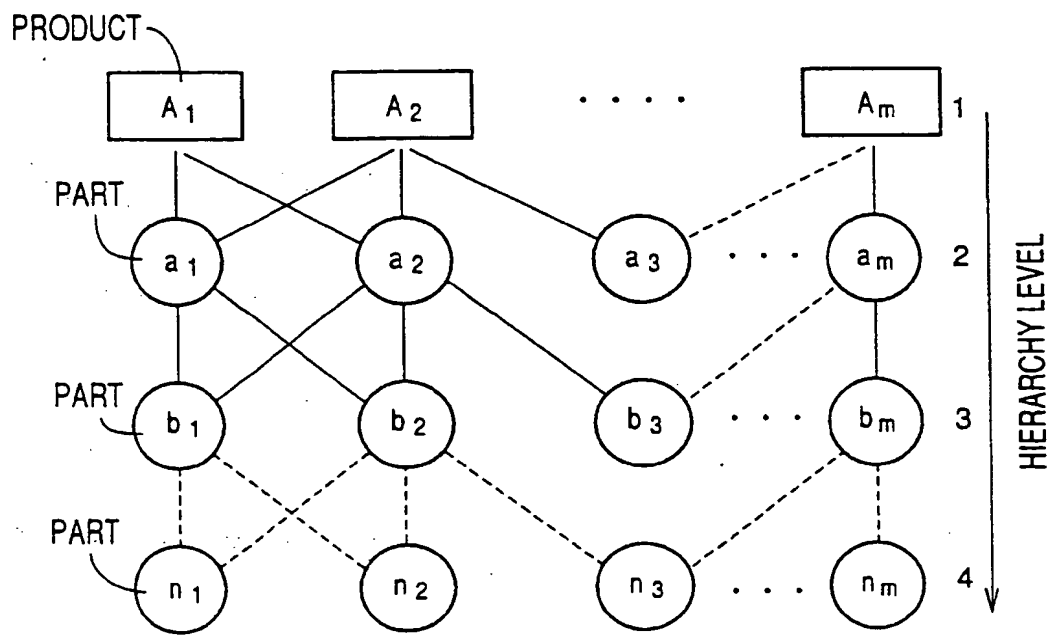 PRODUCT
A1 A2 . . . . Am 1
PART
a1 a2 a3 . . . am 2
PART
b1 b2 b3 . . . bm 3
PART
n1 n2 n3 . . . nm 4
HIERARCHY LEVEL